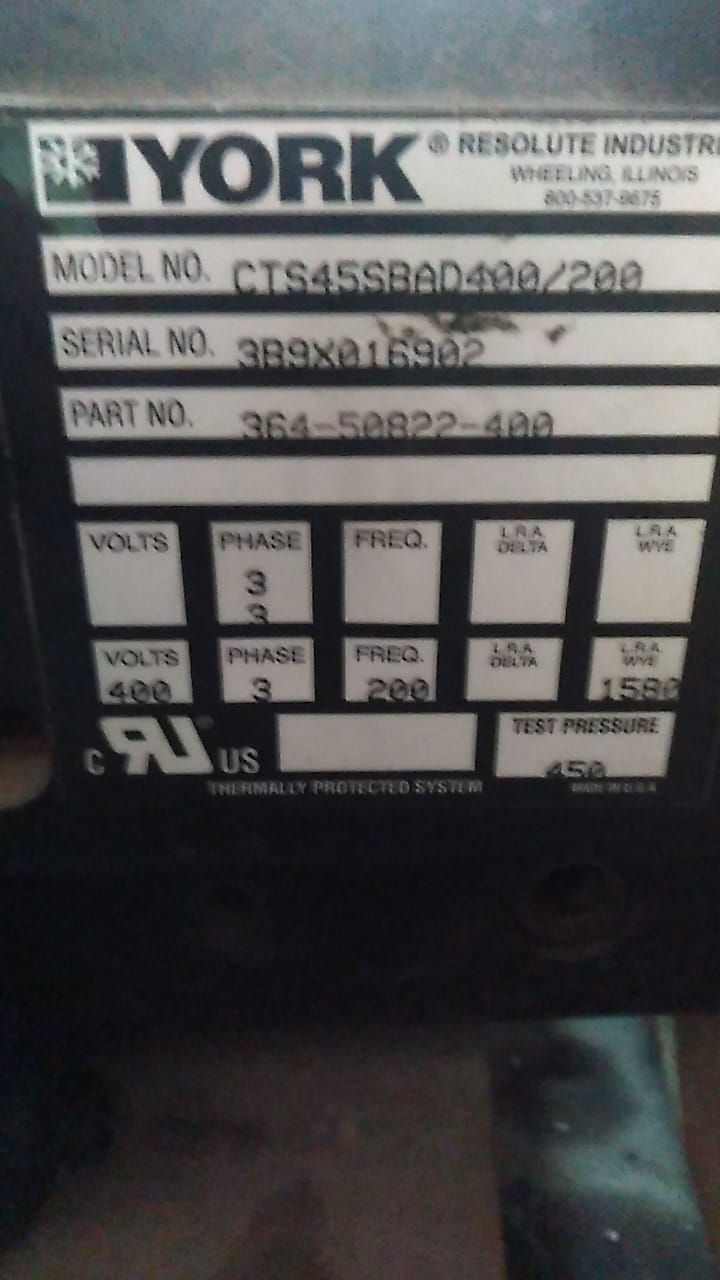 YORK ® RESOLUTE INDUSTRI
WHEELING, ILLINOIS
800-537-9675
MODEL NO. CTS45SBAD400/200
SERIAL NO. 3B9X016902
PART NO. 364-50822-400
VOLTS PHASE FREQ. L.R.A. DELTA L.R.A. WYE
3
3
VOLTS PHASE FREQ. L.R.A. DELTA L.R.A. WYE
400 3 200 1580
C RU US TEST PRESSURE
450
THERMALLY PROTECTED SYSTEM MADE IN U.S.A.